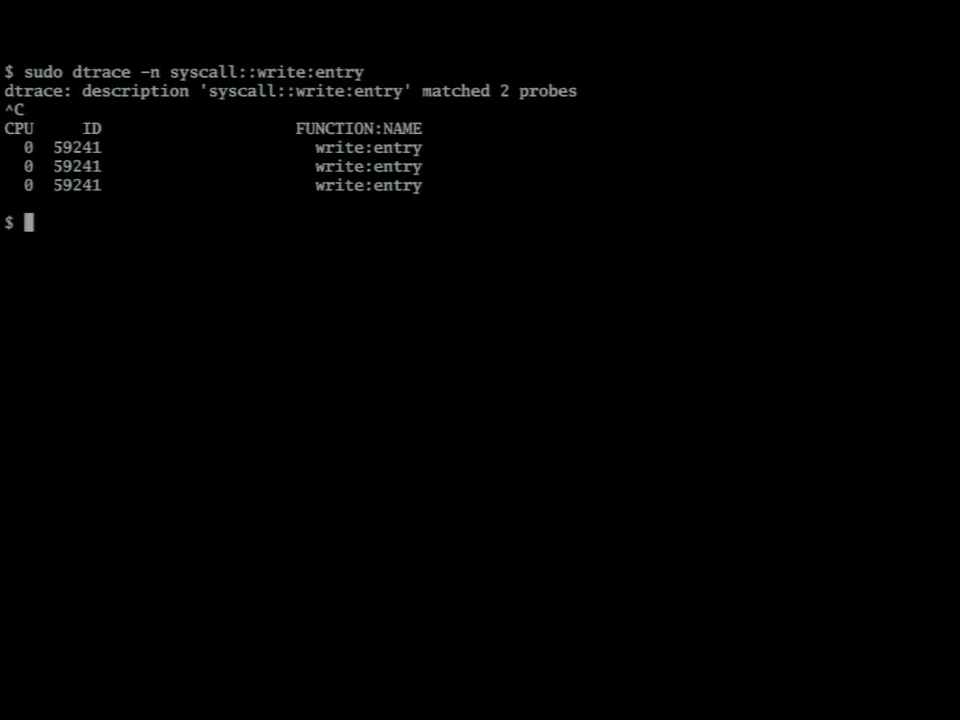 $ sudo dtrace -n syscall::write:entry
dtrace: description 'syscall::write:entry' matched 2 probes
^C
CPU     ID                    FUNCTION:NAME
  0  59241                      write:entry
  0  59241                      write:entry
  0  59241                      write:entry
$